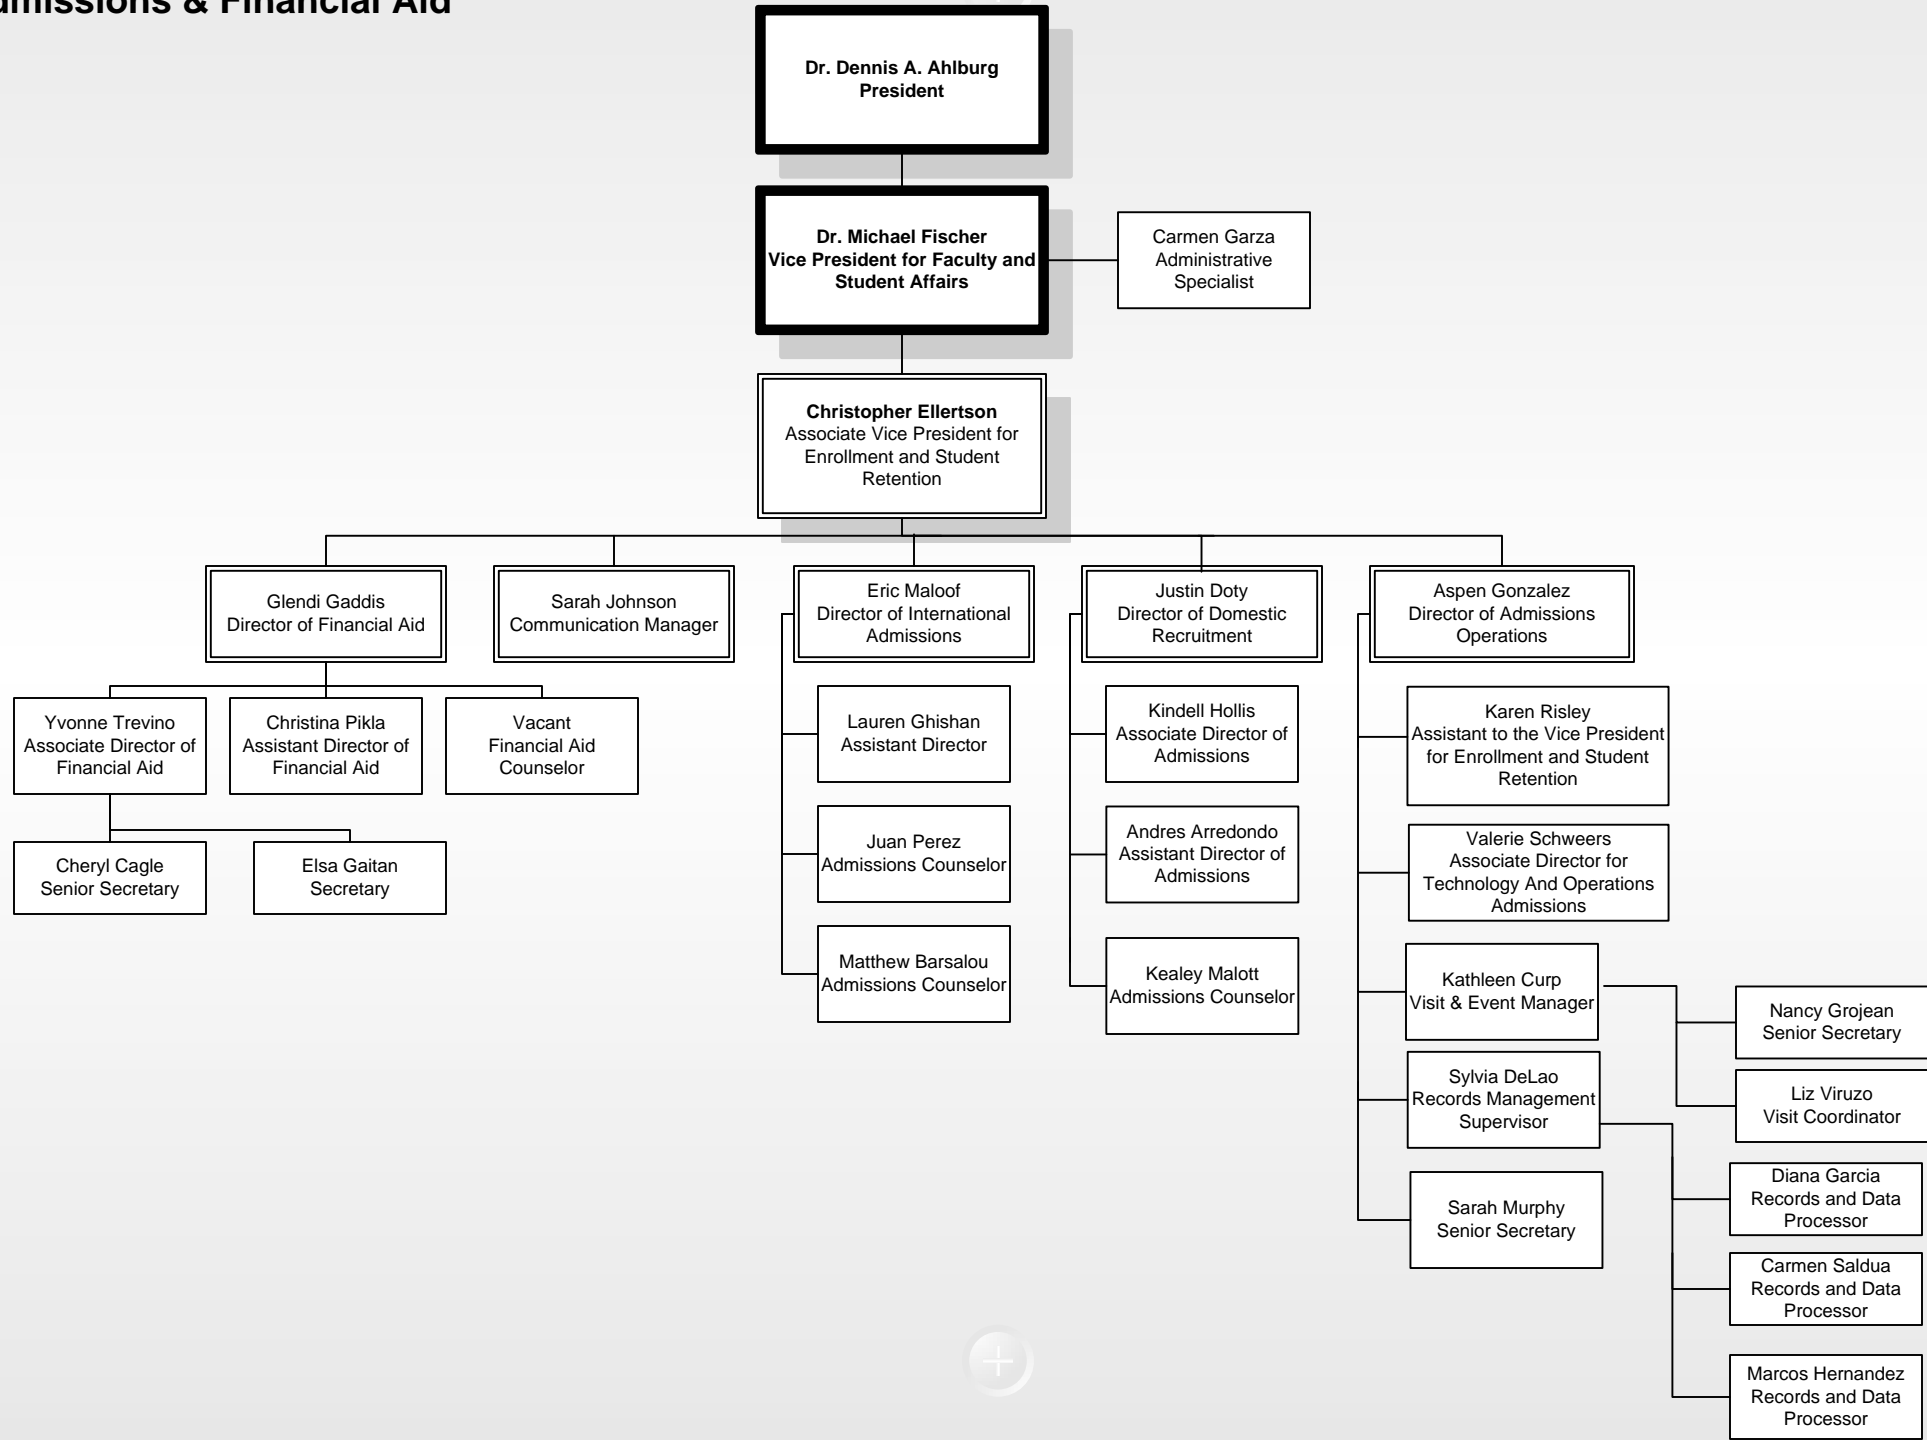 & Financial Aid
Dr. Dennis A. Ahlburg
President
Dr. Michael Fischer
Vice President for Faculty and
Student Affairs
Carmen Garza
Administrative
Specialist
Christopher Ellertson
Associate Vice President for
Enrollment and Student
Retention
Glendi Gaddis
Director of Financial Aid
Sarah Johnson
Communication Manager
Eric Maloof
Director of International
Admissions
Justin Doty
Director of Domestic
Recruitment
Aspen Gonzalez
Director of Admissions
Operations
Yvonne Trevino
Associate Director of
Financial Aid
Christina Pikla
Assistant Director of
Financial Aid
Vacant
Financial Aid
Counselor
Cheryl Cagle
Senior Secretary
Elsa Gaitan
Secretary
Lauren Ghishan
Assistant Director
Juan Perez
Admissions Counselor
Matthew Barsalou
Admissions Counselor
Kindell Hollis
Associate Director of
Admissions
Andres Arredondo
Assistant Director of
Admissions
Kealey Malott
Admissions Counselor
Karen Risley
Assistant to the Vice President
for Enrollment and Student
Retention
Valerie Schweers
Associate Director for
Technology And Operations
Admissions
Kathleen Curp
Visit & Event Manager
Sylvia DeLao
Records Management
Supervisor
Sarah Murphy
Senior Secretary
Nancy Grojean
Senior Secretary
Liz Viruzo
Visit Coordinator
Diana Garcia
Records and Data
Processor
Carmen Saldua
Records and Data
Processor
Marcos Hernandez
Records and Data
Processor